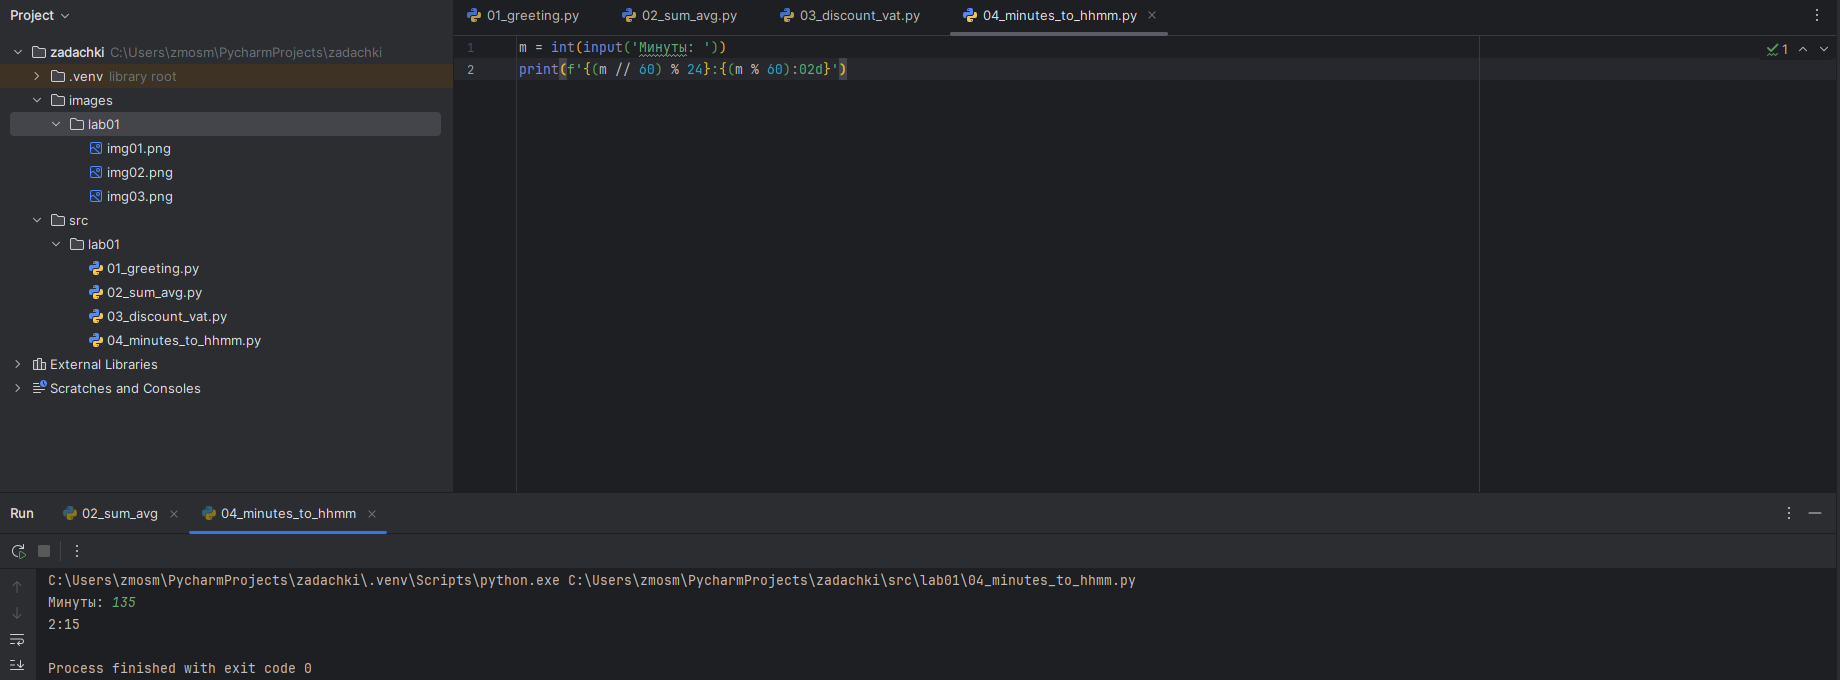 Project
zadachki C:\Users\zmosm\PycharmProjects\zadachki
.venv library root
images
lab01
img01.png
img02.png
img03.png
src
lab01
01_greeting.py
02_sum_avg.py
03_discount_vat.py
04_minutes_to_hhmm.py
External Libraries
Scratches and Consoles
01_greeting.py 02_sum_avg.py 03_discount_vat.py 04_minutes_to_hhmm.py
1 m = int(input('Минуты: '))
2 print(f'{(m // 60) % 24}:{(m % 60):02d}')
1
Run 02_sum_avg 04_minutes_to_hhmm
C:\Users\zmosm\PycharmProjects\zadachki\.venv\Scripts\python.exe C:\Users\zmosm\PycharmProjects\zadachki\src\lab01\04_minutes_to_hhmm.py
Минуты: 135
2:15
Process finished with exit code 0